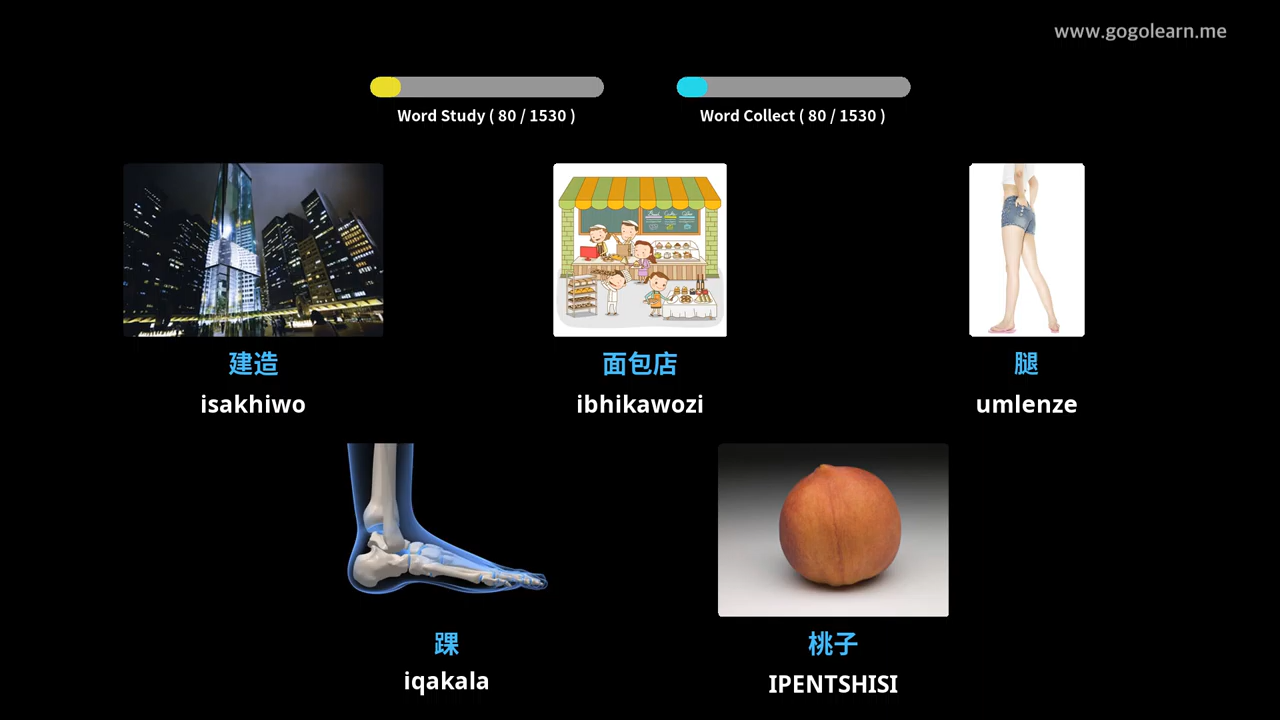 www.gogolearn.me
Word Study ( 80 / 1530 )
Word Collect ( 80 / 1530 )
建造
isakhiwo
面包店
ibhikawozi
腿
umlenze
踝
iqakala
桃子
IPENTSHISI